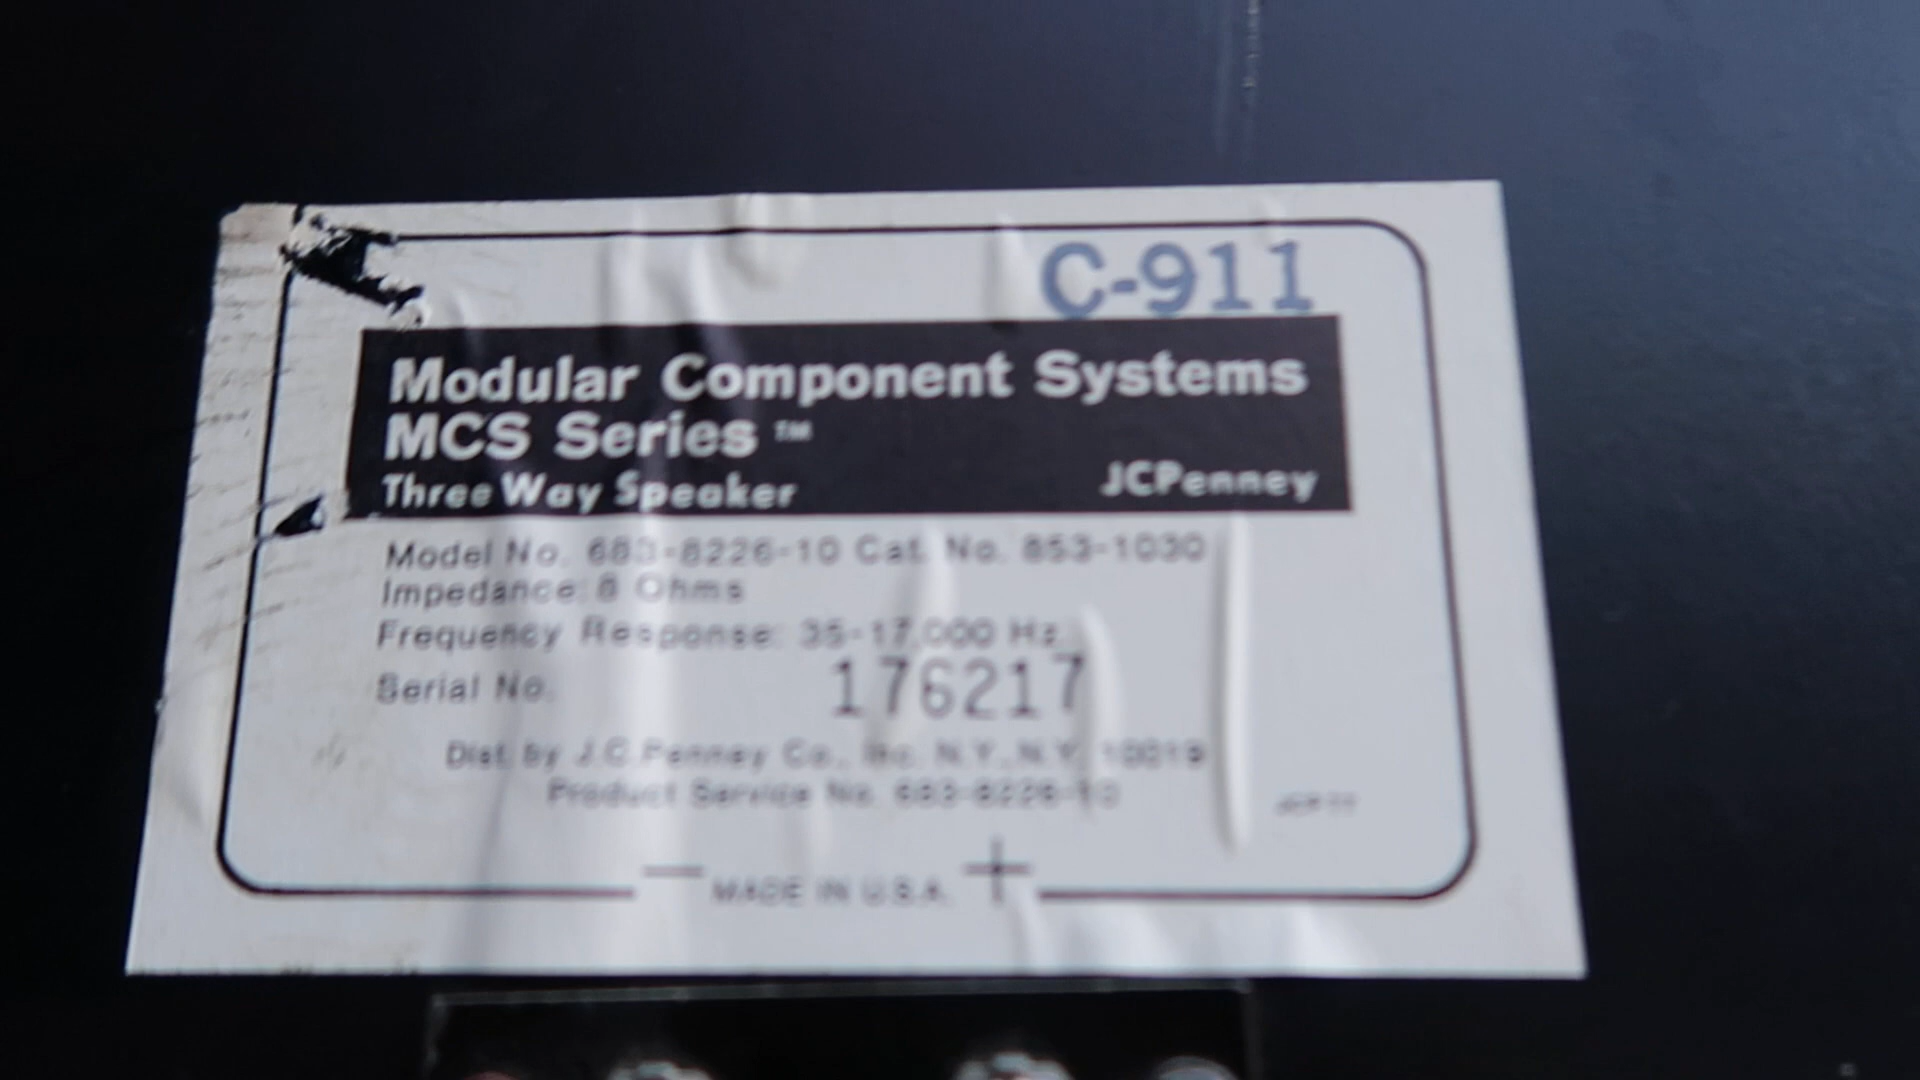 C-911
Modular Component Systems
MCS Series™
Three Way Speaker JCPenney
Model No. 683-8226-10 Cat. No. 853-1030
Impedance: 8 Ohms
Frequency Response: 35-17,000 Hz.
Serial No. 176217
Dist. by J.C.Penney Co., Inc. N.Y., N.Y. 10019
Product Service No. 683-8226-10
− MADE IN U.S.A. +